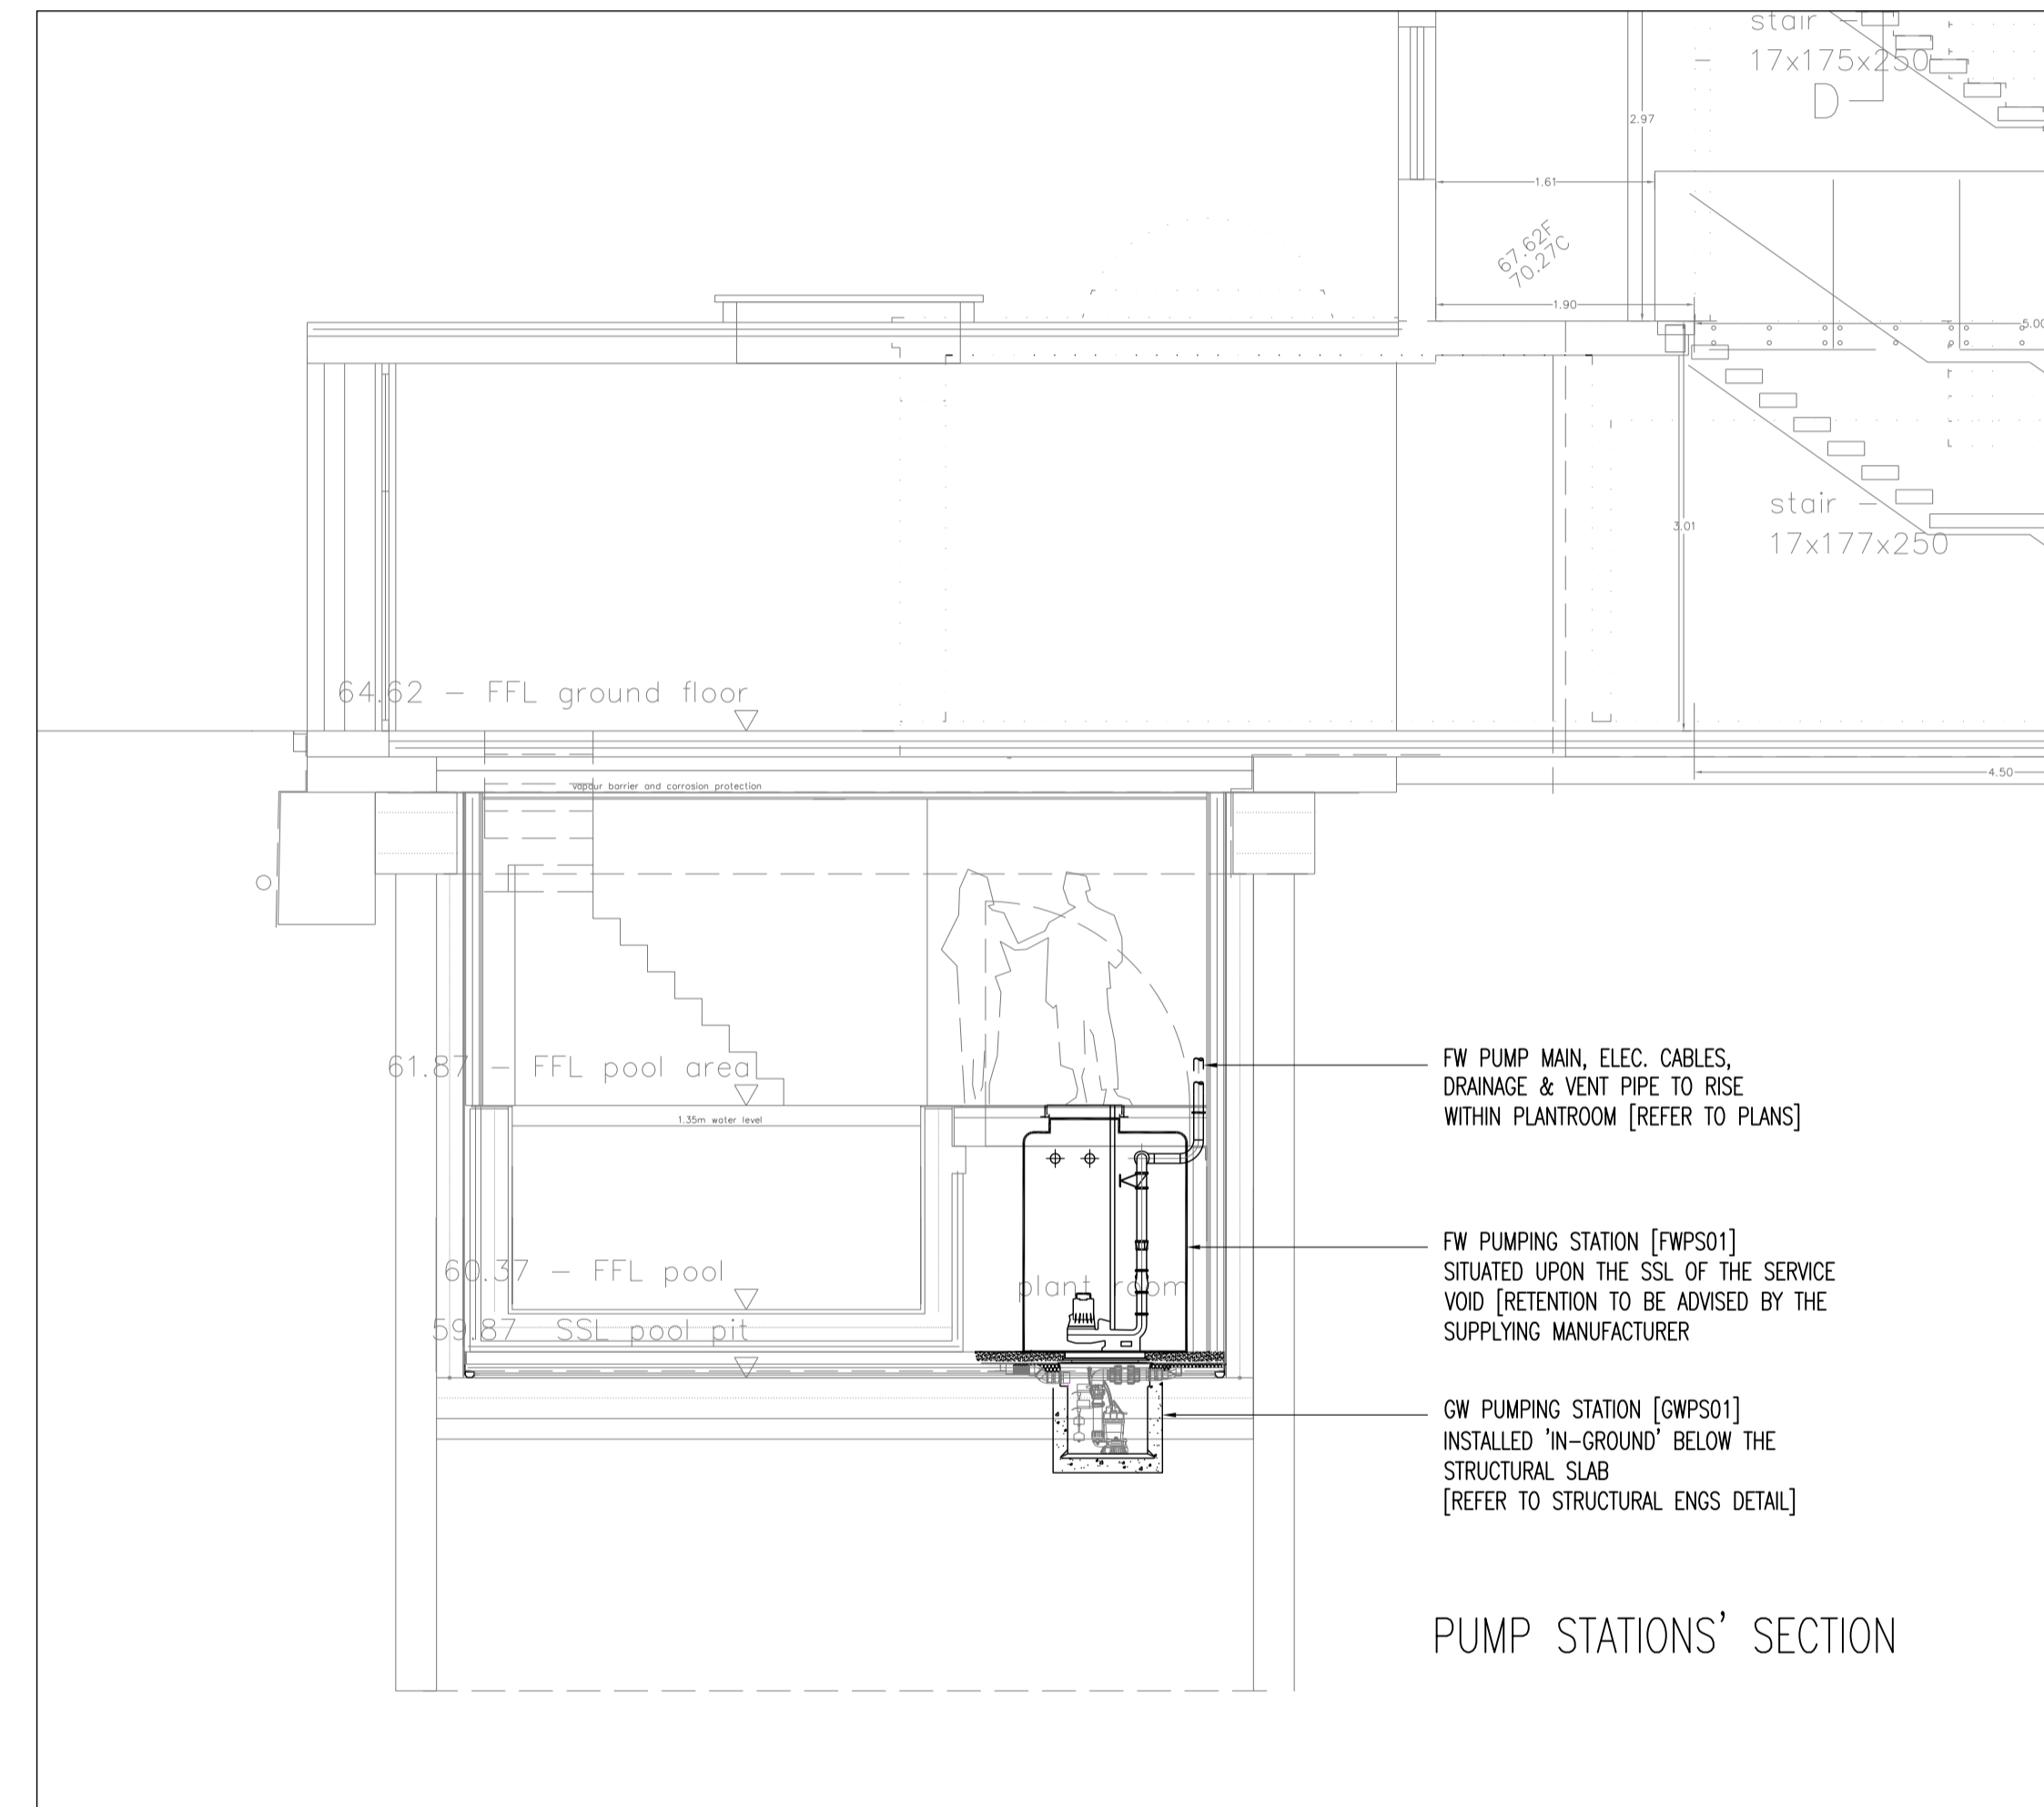 stair -
17x175x250
D
2.97
1.61
67.62F
70.27C
1.90
5.00
stair -
17x177x250
3.01
64.62 - FFL ground floor
4.50
vapour barrier and corrosion protection
61.87 - FFL pool area
1.35m water level
60.37 - FFL pool
plant room
59.87 SSL pool pit
FW PUMP MAIN, ELEC. CABLES,
DRAINAGE & VENT PIPE TO RISE
WITHIN PLANTROOM [REFER TO PLANS]
FW PUMPING STATION [FWPS01]
SITUATED UPON THE SSL OF THE SERVICE
VOID [RETENTION TO BE ADVISED BY THE
SUPPLYING MANUFACTURER
GW PUMPING STATION [GWPS01]
INSTALLED 'IN-GROUND' BELOW THE
STRUCTURAL SLAB
[REFER TO STRUCTURAL ENGS DETAIL]
PUMP STATIONS' SECTION